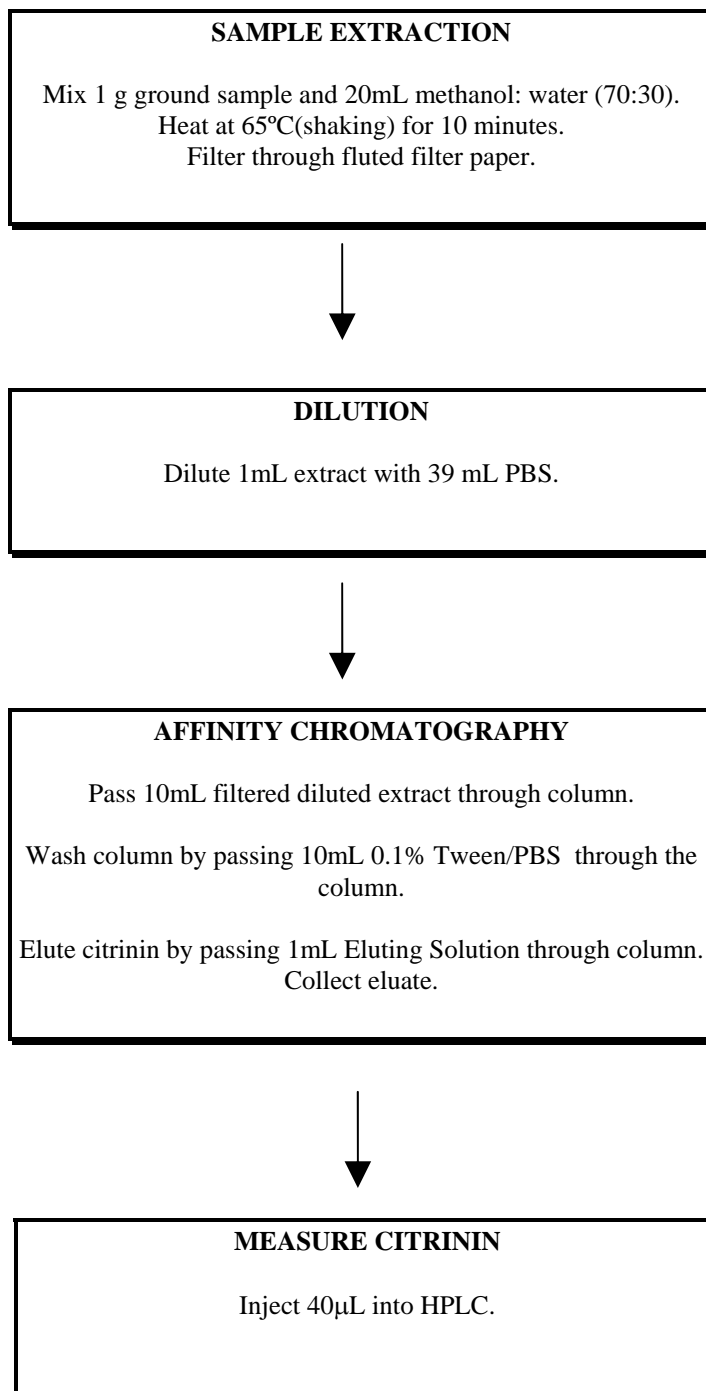 SAMPLE EXTRACTION
Mix 1 g ground sample and 20mL methanol: water (70:30).
Heat at 65ºC(shaking) for 10 minutes.
Filter through fluted filter paper.
DILUTION
Dilute 1mL extract with 39 mL PBS.
AFFINITY CHROMATOGRAPHY
Pass 10mL filtered diluted extract through column.
Wash column by passing 10mL 0.1% Tween/PBS through the
column.
Elute citrinin by passing 1mL Eluting Solution through column.
Collect eluate.
MEASURE CITRININ
Inject 40μL into HPLC.